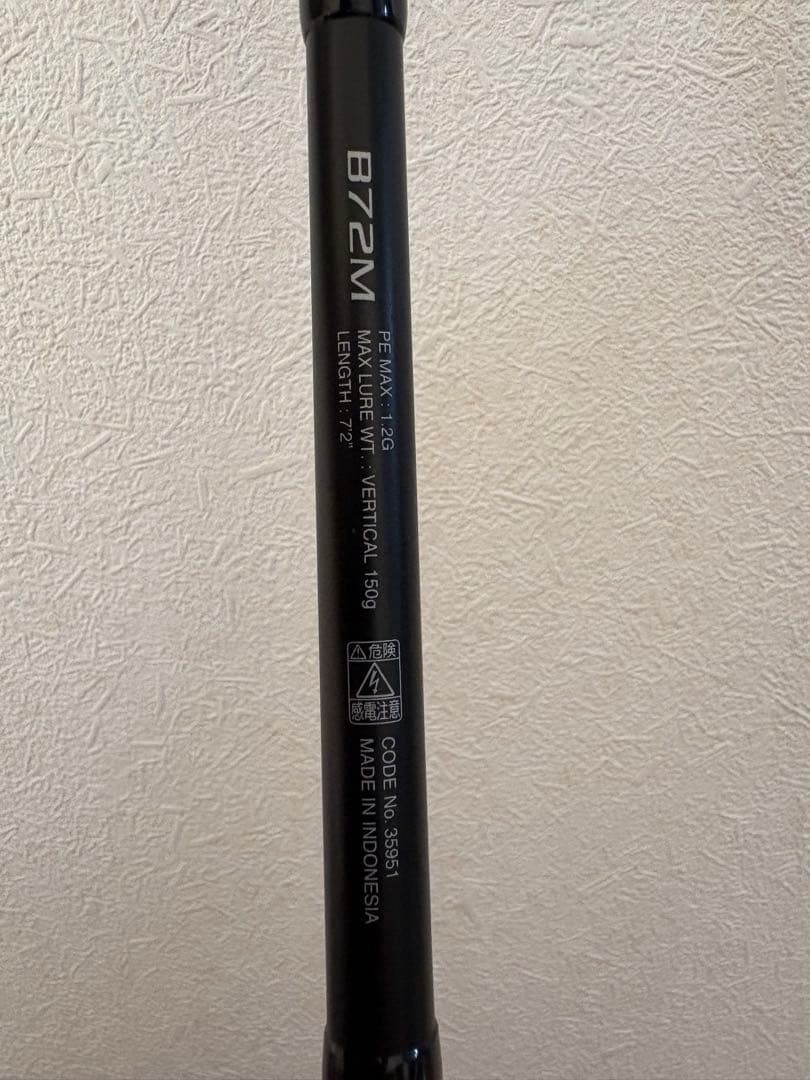 B72M
PE MAX : 1.2G
MAX LURE WT. : VERTICAL 150g
LENGTH : 7'2"
危険
感電注意
CODE No. 35951
MADE IN INDONESIA